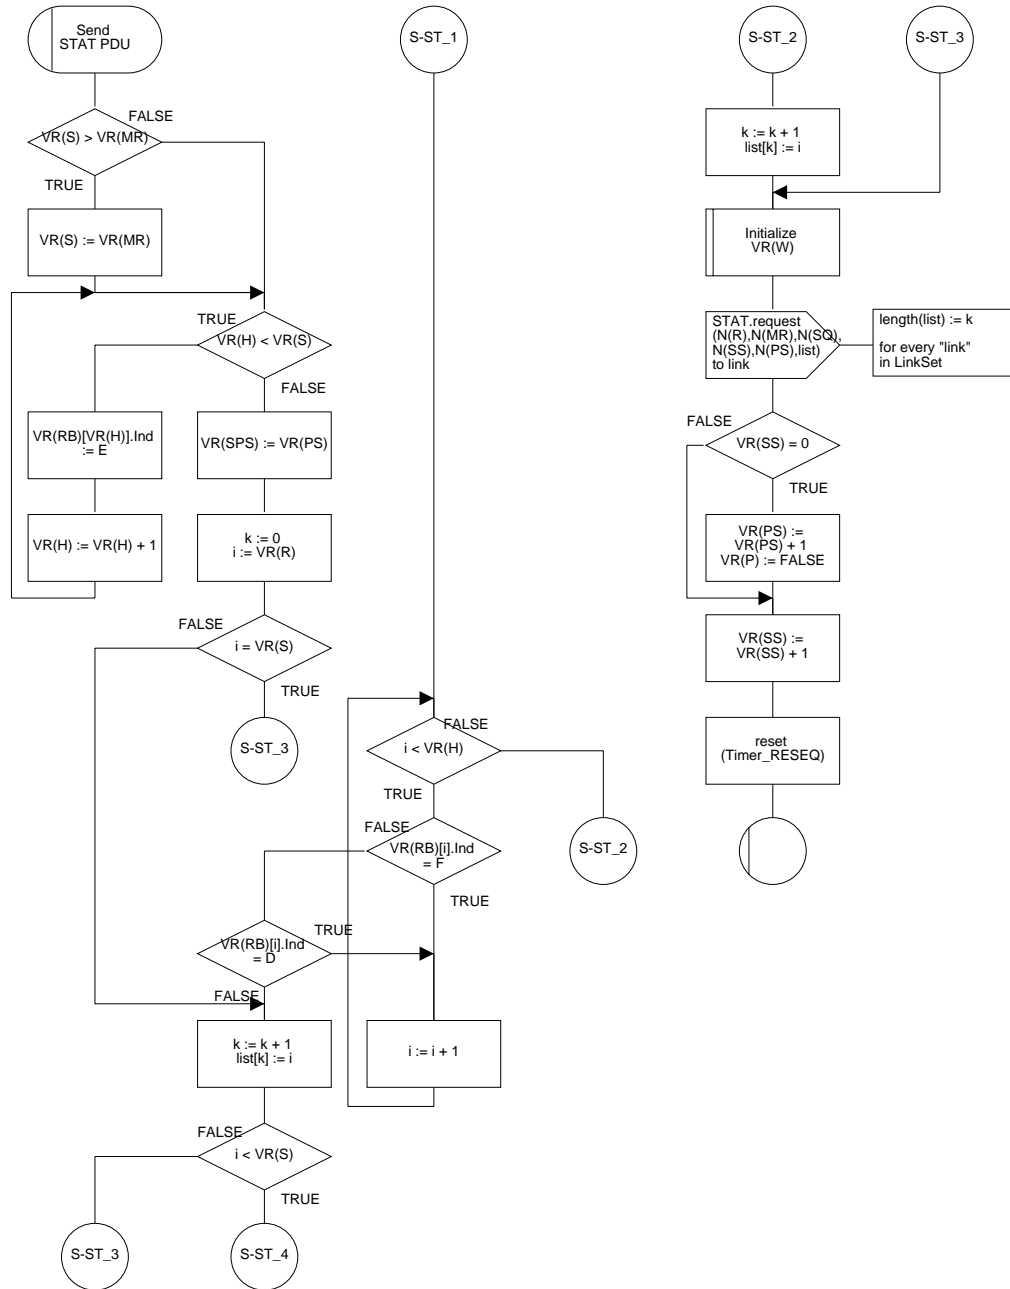 Send
STAT PDU
FALSE
VR(S) > VR(MR)
TRUE
VR(S) := VR(MR)
TRUE
VR(H) < VR(S)
FALSE
VR(RB)[VR(H)].Ind
:= E
VR(SPS) := VR(PS)
VR(H) := VR(H) + 1
k := 0
i := VR(R)
FALSE
i = VR(S)
TRUE
S-ST_3
S-ST_1
FALSE
i < VR(H)
TRUE
S-ST_2
FALSE
VR(RB)[i].Ind
= F
TRUE
VR(RB)[i].Ind
= D
TRUE
FALSE
k := k + 1
list[k] := i
i := i + 1
FALSE
i < VR(S)
TRUE
S-ST_3
S-ST_4
S-ST_2
S-ST_3
k := k + 1
list[k] := i
Initialize
VR(W)
STAT.request
(N(R),N(MR),N(SQ),
N(SS),N(PS),list)
to link
length(list) := k
for every "link"
in LinkSet
FALSE
VR(SS) = 0
TRUE
VR(PS) :=
VR(PS) + 1
VR(P) := FALSE
VR(SS) :=
VR(SS) + 1
reset
(Timer_RESEQ)